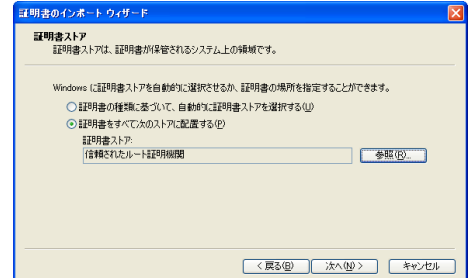 証明書のインポート ウィザード
証明書ストア
証明書ストアは、証明書が保管されるシステム上の領域です。
Windows に証明書ストアを自動的に選択させるか、証明書の場所を指定することができます。
証明書の種類に基づいて、自動的に証明書ストアを選択する(U)
証明書をすべて次のストアに配置する(P)
証明書ストア:
信頼されたルート証明機関
参照(R)...
< 戻る(B)
次へ(N) >
キャンセル